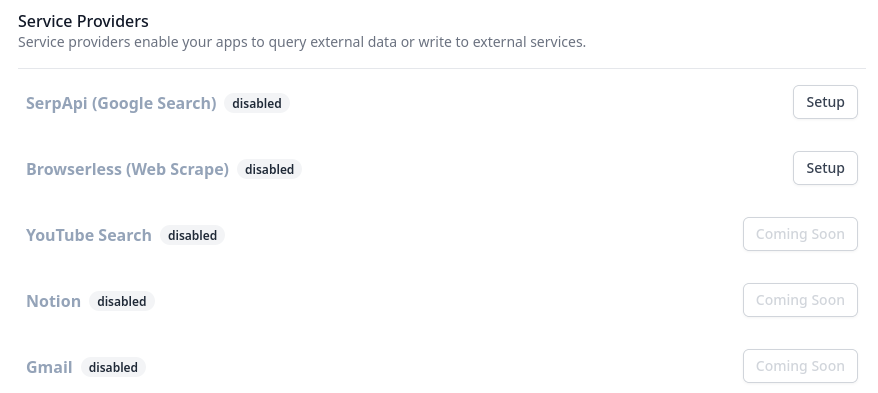 Service Providers
Service providers enable your apps to query external data or write to external services.
SerpApi (Google Search) disabled Setup
Browserless (Web Scrape) disabled Setup
YouTube Search disabled Coming Soon
Notion disabled Coming Soon
Gmail disabled Coming Soon